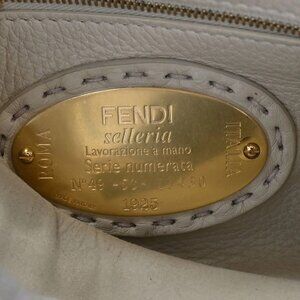 FENDI
selleria
Lavorazione a mano
Serie numerata
1925
ROMA
ITALIA